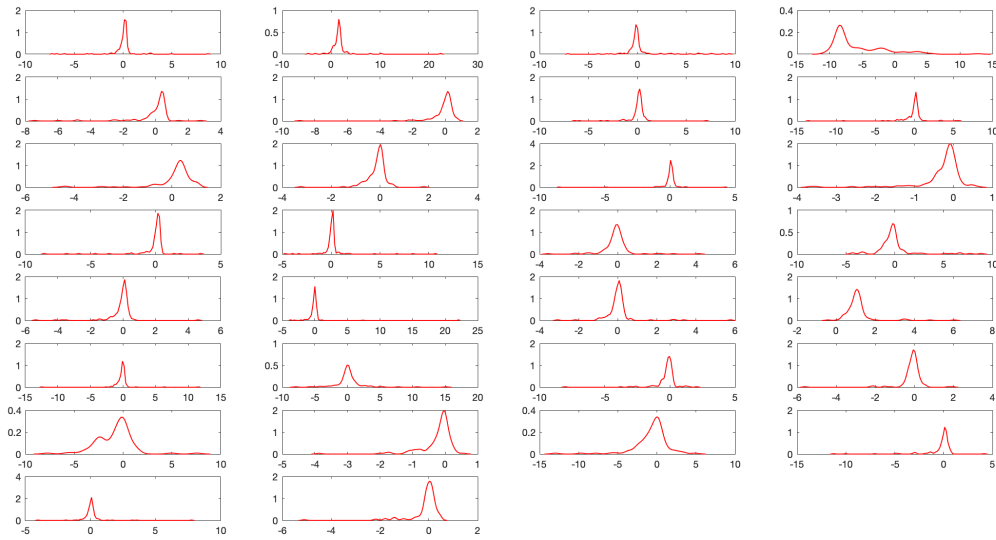 2 1 2 0.4
1 0.5 1 0.2
0 0 0 0
-10 -5 0 5 10 -10 0 10 20 30 -10 -5 0 5 10 -15 -10 -5 0 5 10 15
2 2 2 2
1 1 1 1
0 0 0 0
-8 -6 -4 -2 0 2 4 -10 -8 -6 -4 -2 0 2 -10 -5 0 5 10 -15 -10 -5 0 5 10
2 2 4 2
1 1 2 1
0 0 0 0
-6 -4 -2 0 2 -4 -2 0 2 4 -10 -5 0 5 -4 -3 -2 -1 0 1
2 2 2 1
1 1 1 0.5
0 0 0 0
-10 -5 0 5 -5 0 5 10 15 -4 -2 0 2 4 6 -10 -5 0 5 10
2 2 2 2
1 1 1 1
0 0 0 0
-6 -4 -2 0 2 4 6 -5 0 5 10 15 20 25 -4 -2 0 2 4 6 -2 0 2 4 6 8
2 1 2 2
1 0.5 1 1
0 0 0 0
-15 -10 -5 0 5 10 15 -10 -5 0 5 10 15 20 -10 -5 0 5 -6 -4 -2 0 2 4
0.4 2 0.4 2
0.2 1 0.2 1
0 0 0 0
-10 -5 0 5 10 -5 -4 -3 -2 -1 0 1 -15 -10 -5 0 5 10 -15 -10 -5 0 5
4 2
2 1
0 0
-5 0 5 10 -6 -4 -2 0 2